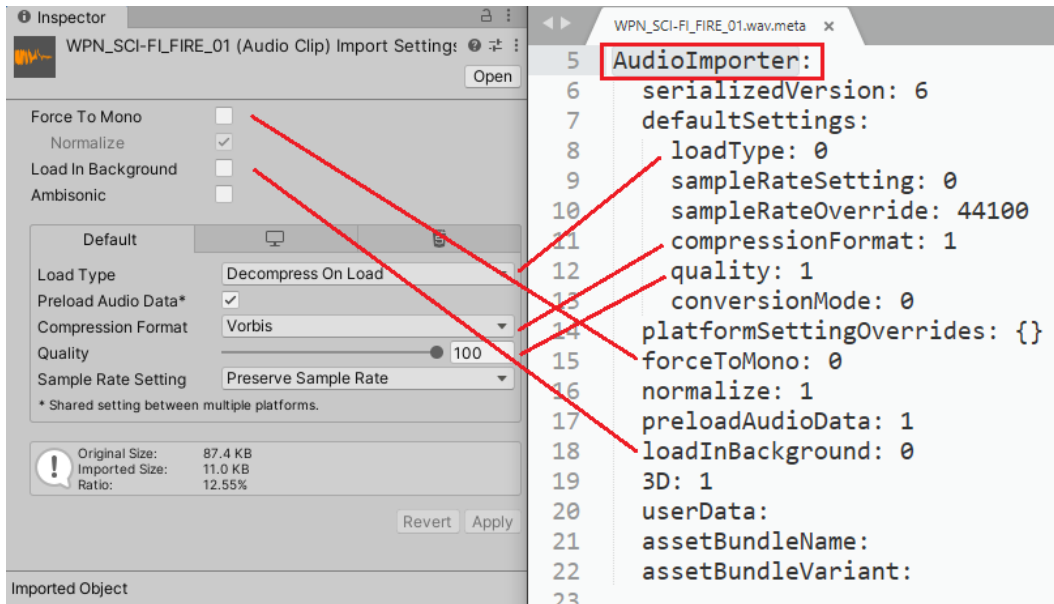 Inspector
WPN_SCI-FI_FIRE_01 (Audio Clip) Import Settings
Open
Force To Mono
Normalize
Load In Background
Ambisonic
Default
Load Type
Decompress On Load
Preload Audio Data*
Compression Format
Vorbis
Quality
100
Sample Rate Setting
Preserve Sample Rate
* Shared setting between multiple platforms.
Original Size: 87.4 KB
Imported Size: 11.0 KB
Ratio: 12.55%
Revert
Apply
Imported Object
WPN_SCI-FI_FIRE_01.wav.meta
5 AudioImporter:
6 serializedVersion: 6
7 defaultSettings:
8 loadType: 0
9 sampleRateSetting: 0
10 sampleRateOverride: 44100
11 compressionFormat: 1
12 quality: 1
13 conversionMode: 0
14 platformSettingOverrides: {}
15 forceToMono: 0
16 normalize: 1
17 preloadAudioData: 1
18 loadInBackground: 0
19 3D: 1
20 userData:
21 assetBundleName:
22 assetBundleVariant:
23